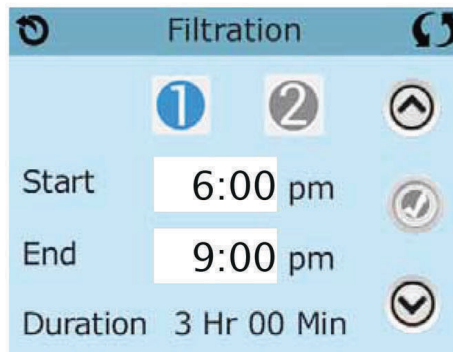 Filtration
1 2
Start 6:00 pm
End 9:00 pm
Duration 3 Hr 00 Min